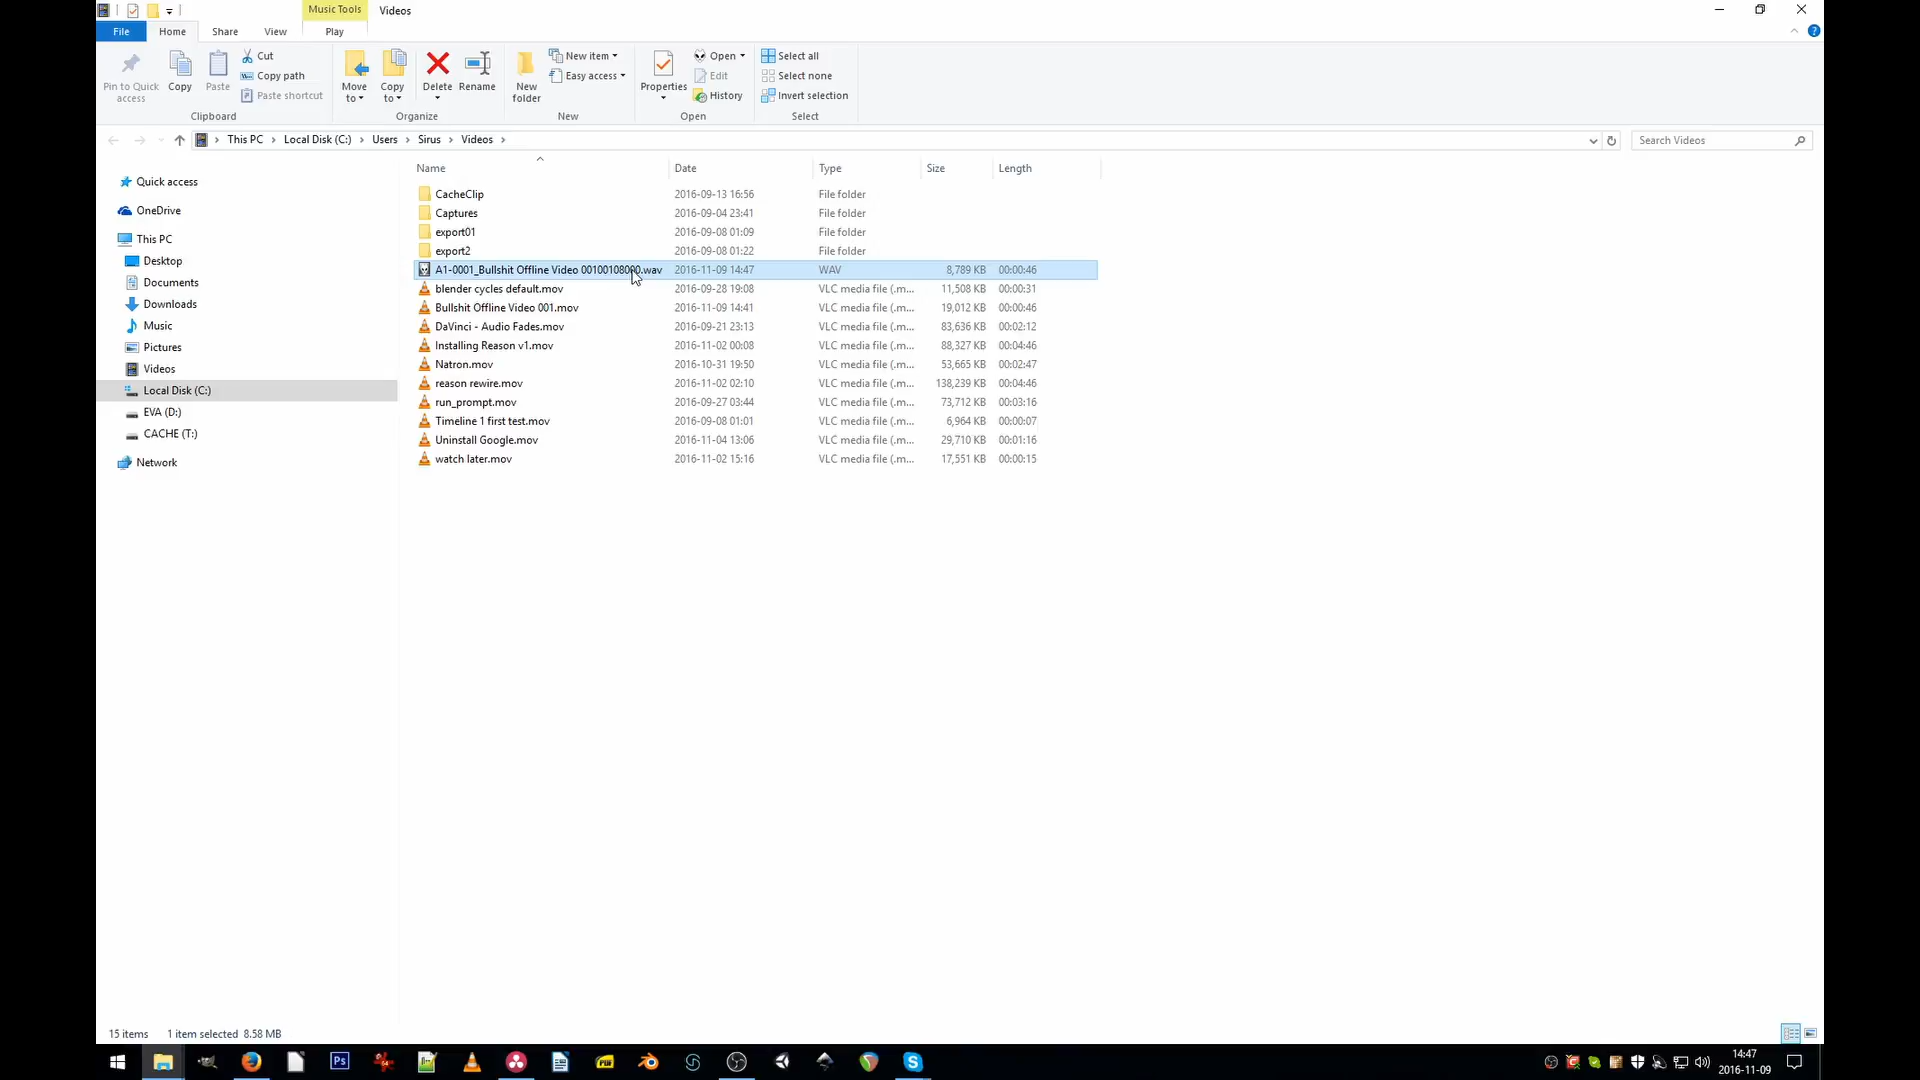 Music Tools Videos
File Home Share View Play
Pin to Quick access Copy Paste Cut Copy path Paste shortcut Move to Copy to Delete Rename New folder New item Easy access Properties Open Edit History Select all Select none Invert selection
Clipboard Organize New Open Select
This PC Local Disk (C:) Users Sirus Videos Search Videos
Name Date Type Size Length
Quick access
OneDrive
This PC
Desktop
Documents
Downloads
Music
Pictures
Videos
Local Disk (C:)
EVA (D:)
CACHE (T:)
Network
CacheClip 2016-09-13 16:56 File folder
Captures 2016-09-04 23:41 File folder
export01 2016-09-08 01:09 File folder
export2 2016-09-08 01:22 File folder
A1-0001_Bullshit Offline Video 00100108000.wav 2016-11-09 14:47 WAV 8,789 KB 00:00:46
blender cycles default.mov 2016-09-28 19:08 VLC media file (.m... 11,508 KB 00:00:31
Bullshit Offline Video 001.mov 2016-11-09 14:41 VLC media file (.m... 19,012 KB 00:00:46
DaVinci - Audio Fades.mov 2016-09-21 23:13 VLC media file (.m... 83,636 KB 00:02:12
Installing Reason v1.mov 2016-11-02 00:08 VLC media file (.m... 88,327 KB 00:04:46
Natron.mov 2016-10-31 19:50 VLC media file (.m... 53,665 KB 00:02:47
reason rewire.mov 2016-11-02 02:10 VLC media file (.m... 138,239 KB 00:04:46
run_prompt.mov 2016-09-27 03:44 VLC media file (.m... 73,712 KB 00:03:16
Timeline 1 first test.mov 2016-09-08 01:01 VLC media file (.m... 6,964 KB 00:00:07
Uninstall Google.mov 2016-11-04 13:06 VLC media file (.m... 29,710 KB 00:01:16
watch later.mov 2016-11-02 15:16 VLC media file (.m... 17,551 KB 00:00:15
15 items 1 item selected 8.58 MB
Ps
14:47
2016-11-09